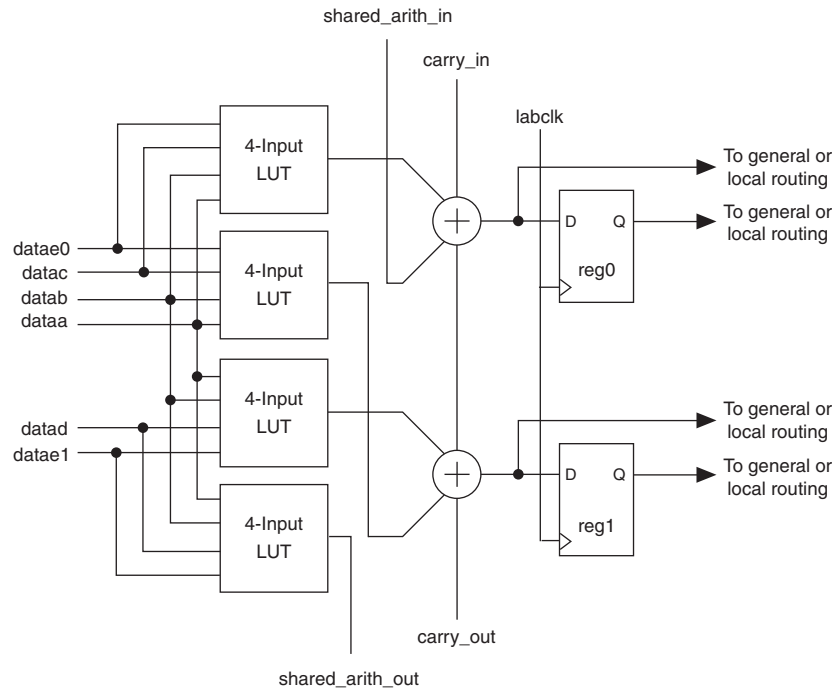 shared_arith_in
carry_in
labclk
4-Input
LUT
To general or
local routing
To general or
local routing
D
Q
reg0
datae0
datac
datab
dataa
4-Input
LUT
4-Input
LUT
To general or
local routing
To general or
local routing
datad
datae1
D
Q
reg1
4-Input
LUT
carry_out
shared_arith_out